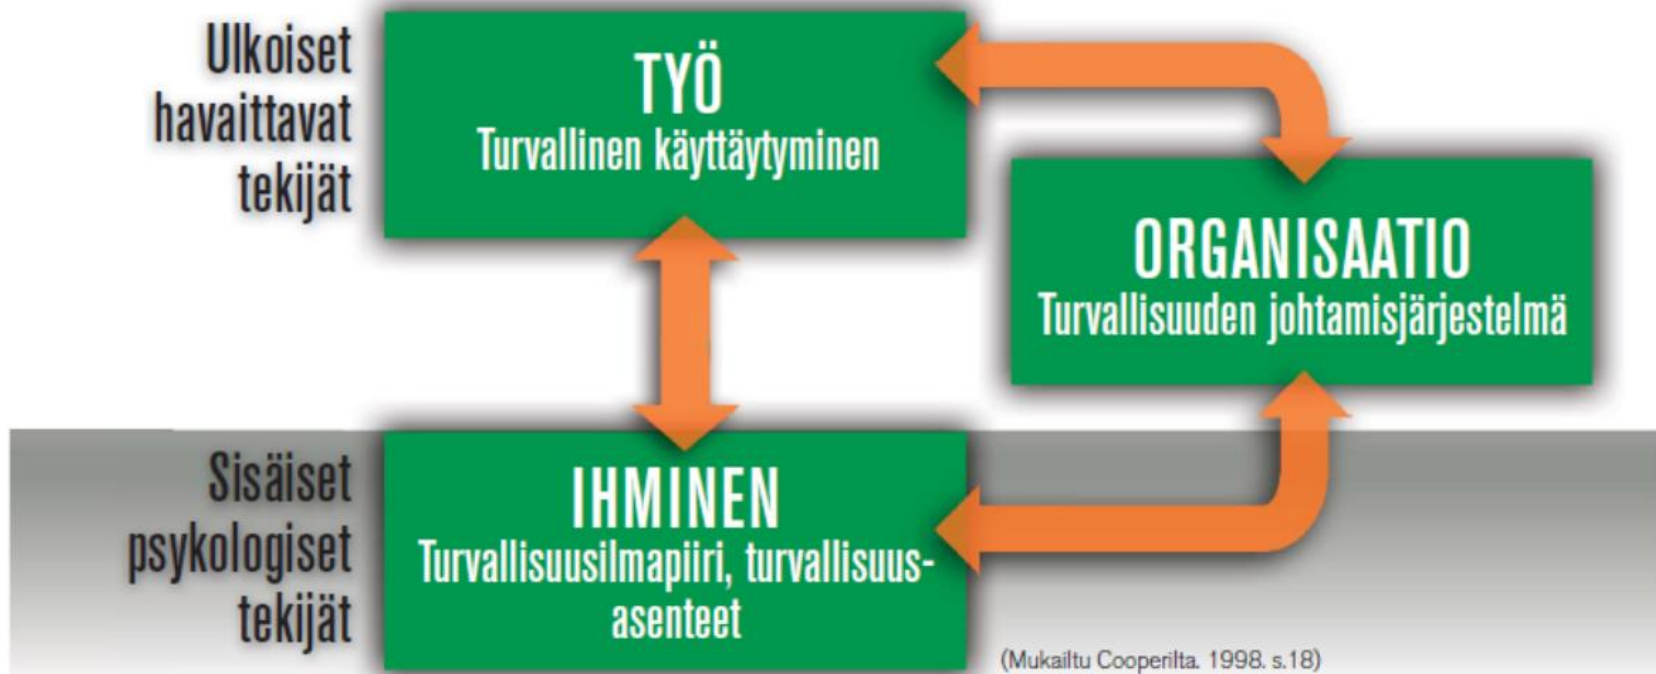 Ulkoiset
havaittavat
tekijät
TYÖ
Turvallinen käyttäytyminen
ORGANISAATIO
Turvallisuuden johtamisjärjestelmä
Sisäiset
psykologiset
tekijät
IHMINEN
Turvallisuusilmapiiri, turvallisuus-
asenteet
(Mukailtu Cooperilta. 1998. s.18)